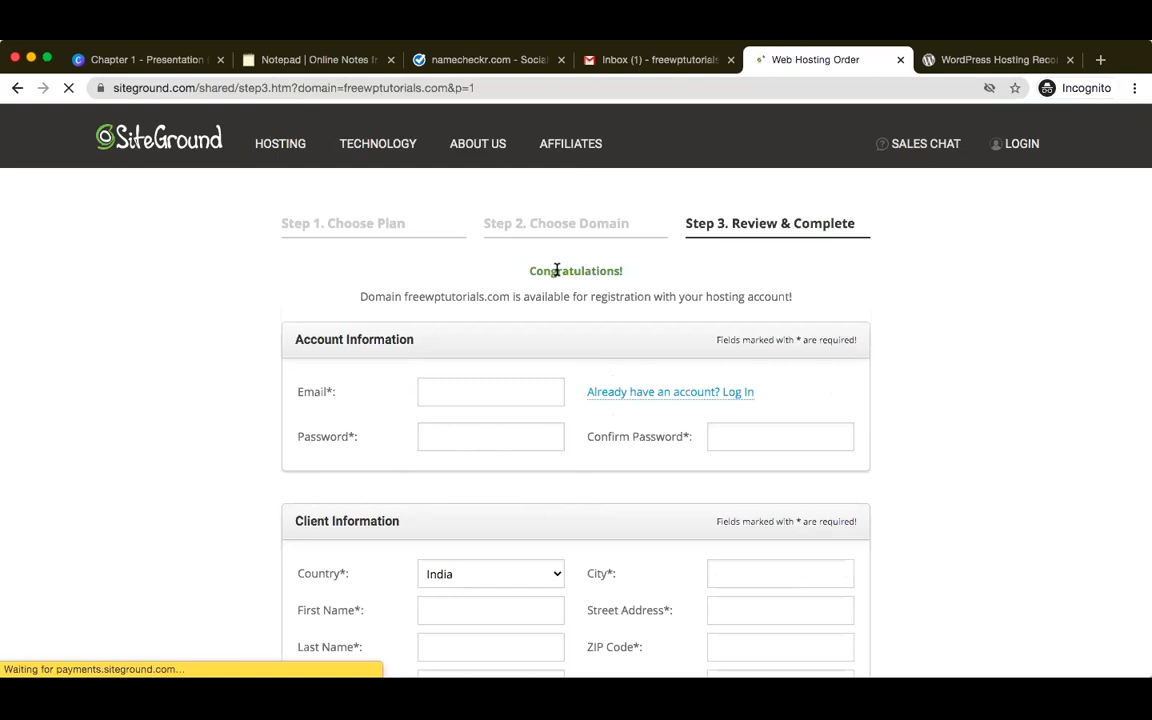 Chapter 1 - Presentation
Notepad | Online Notes fr
namecheckr.com - Social
Inbox (1) - freewptutorials
Web Hosting Order
WordPress Hosting Reco
siteground.com/shared/step3.htm?domain=freewptutorials.com&p=1
Incognito
SiteGround
HOSTING
TECHNOLOGY
ABOUT US
AFFILIATES
SALES CHAT
LOGIN
Step 1. Choose Plan
Step 2. Choose Domain
Step 3. Review & Complete
Congratulations!
Domain freewptutorials.com is available for registration with your hosting account!
Account Information
Fields marked with * are required!
Email*:
Already have an account? Log In
Password*:
Confirm Password*:
Client Information
Fields marked with * are required!
Country*:
India
City*:
First Name*:
Street Address*:
Last Name*:
ZIP Code*:
Waiting for payments.siteground.com...